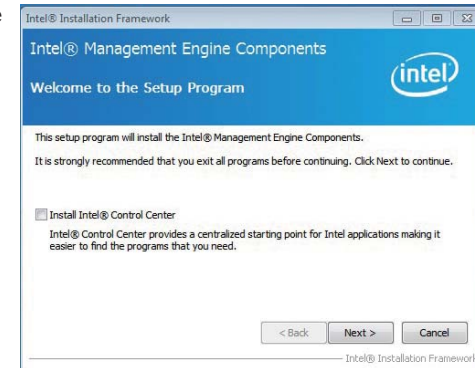 e
Intel® Installation Framework
Intel® Management Engine Components
Welcome to the Setup Program
intel
This setup program will install the Intel® Management Engine Components.
It is strongly recommended that you exit all programs before continuing. Click Next to continue.
Install Intel® Control Center
Intel® Control Center provides a centralized starting point for Intel applications making it
easier to find the programs that you need.
< Back Next > Cancel
Intel® Installation Framework